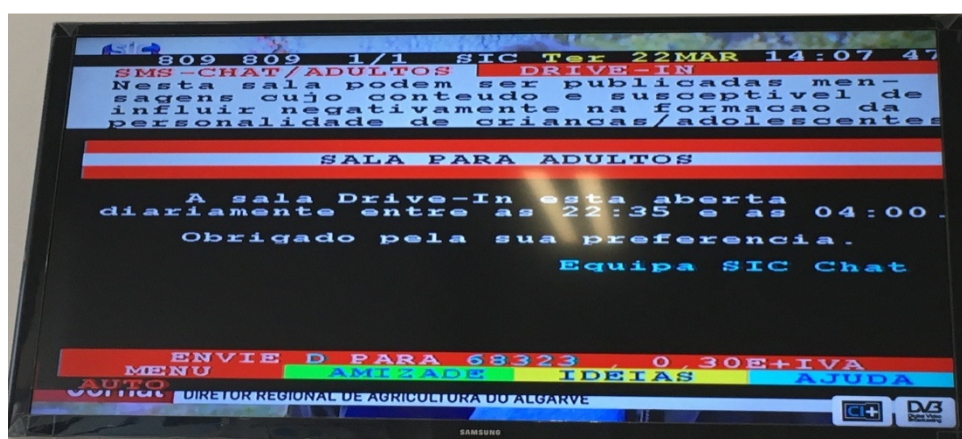 sic
809 809 1/1 SIC Ter 22MAR 14:07 47
SMS-CHAT/ADULTOS DRIVE-IN
Nesta sala podem ser publicadas men-
sagens cujo conteudo e susceptivel de
influir negativamente na formacao da
personalidade de criancas/adolescentes
SALA PARA ADULTOS
A sala Drive-In esta aberta
diariamente entre as 22:35 e as 04:00.
Obrigado pela sua preferencia.
Equipa SIC Chat
ENVIE D PARA 68323 , 0,30E+IVA
MENU AMIZADE IDEIAS AJUDA
AUTO
Jornal DIRETOR REGIONAL DE AGRICULTURA DO ALGARVE
CI+ DVB
Digital Video Broadcasting
SAMSUNG